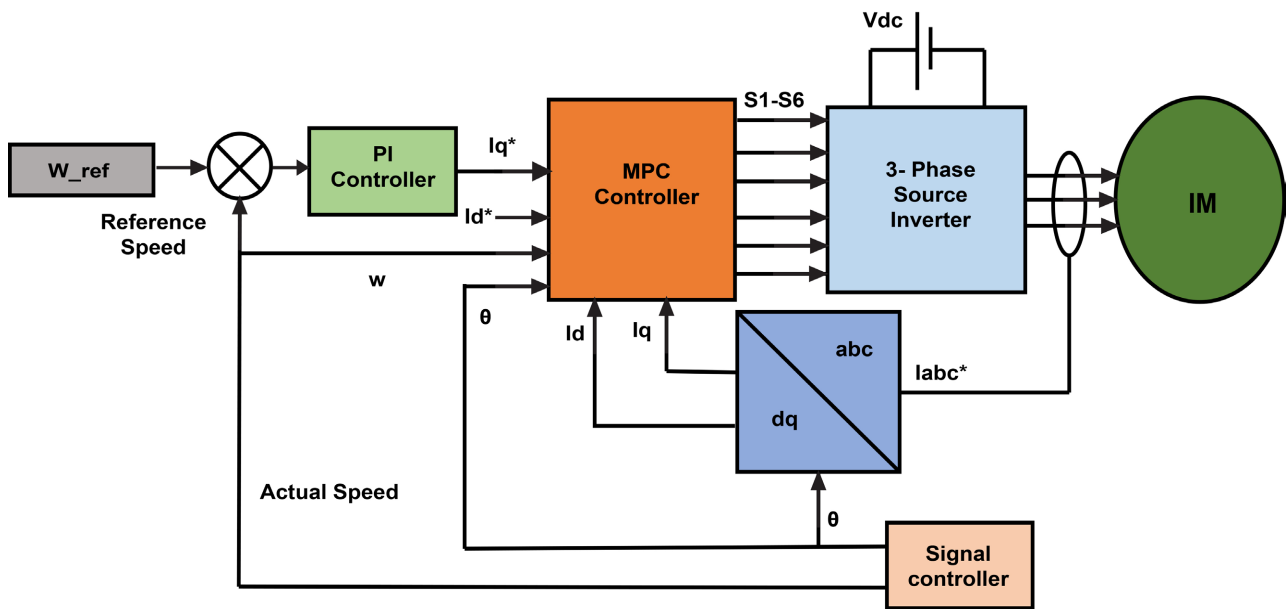 Vdc
S1-S6
W_ref
PI
Controller
Iq*
Id*
MPC
Controller
3- Phase
Source
Inverter
IM
Reference
Speed
w
θ
Id
Iq
abc
dq
Iabc*
Actual Speed
θ
Signal
controller